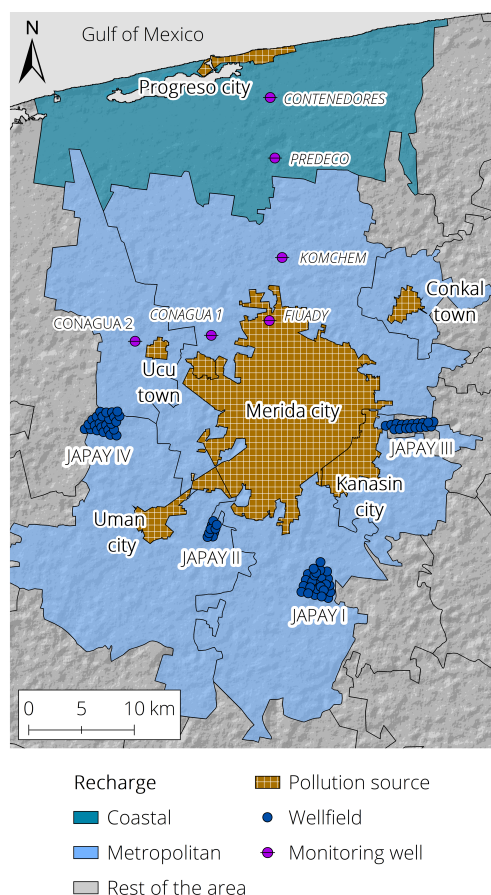 Gulf of Mexico
N
Progreso city
CONTENEDORES
PREDECO
KOMCHEM
Conkal
town
CONAGUA 1
FIUADY
CONAGUA 2
Ucu
town
Merida city
JAPAY III
JAPAY IV
Kanasin
city
Uman
city
JAPAY II
JAPAY I
0 5 10 km
Recharge
Coastal
Metropolitan
Rest of the area
Pollution source
Wellfield
Monitoring well